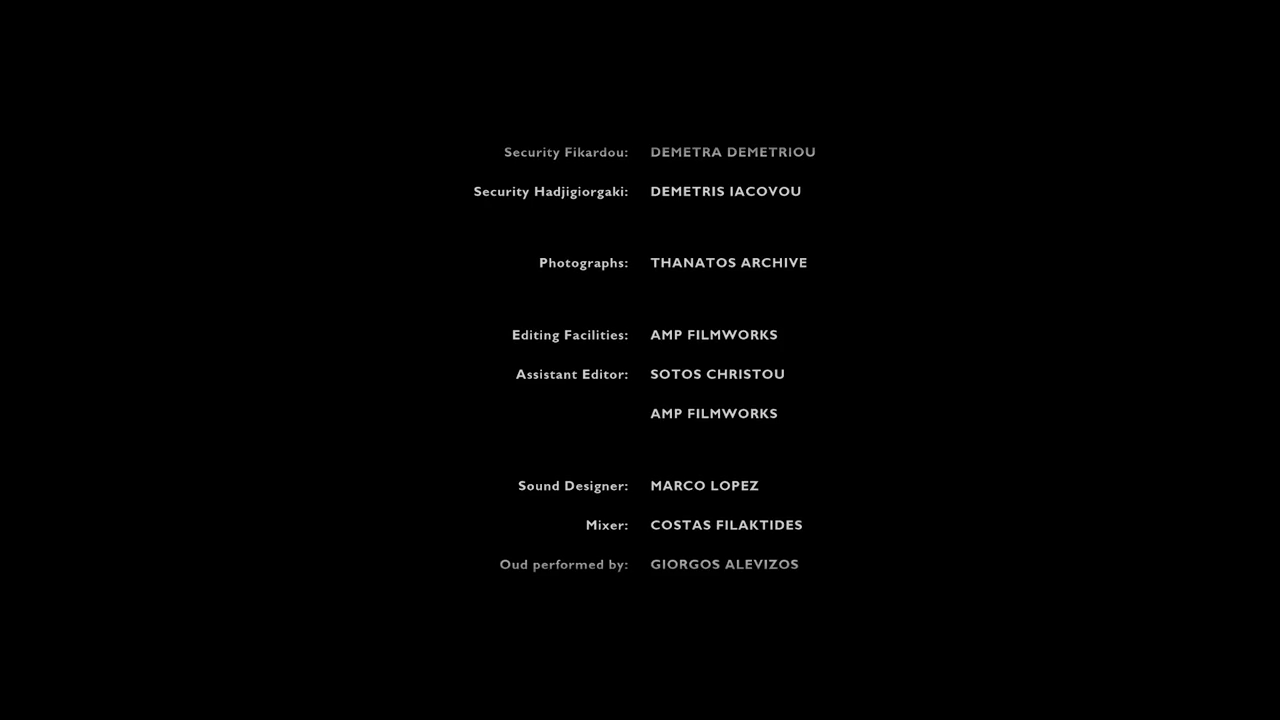 Security Fikardou: DEMETRA DEMETRIOU
Security Hadjigiorgaki: DEMETRIS IACOVOU
Photographs: THANATOS ARCHIVE
Editing Facilities: AMP FILMWORKS
Assistant Editor: SOTOS CHRISTOU
AMP FILMWORKS
Sound Designer: MARCO LOPEZ
Mixer: COSTAS FILAKTIDES
Oud performed by: GIORGOS ALEVIZOS